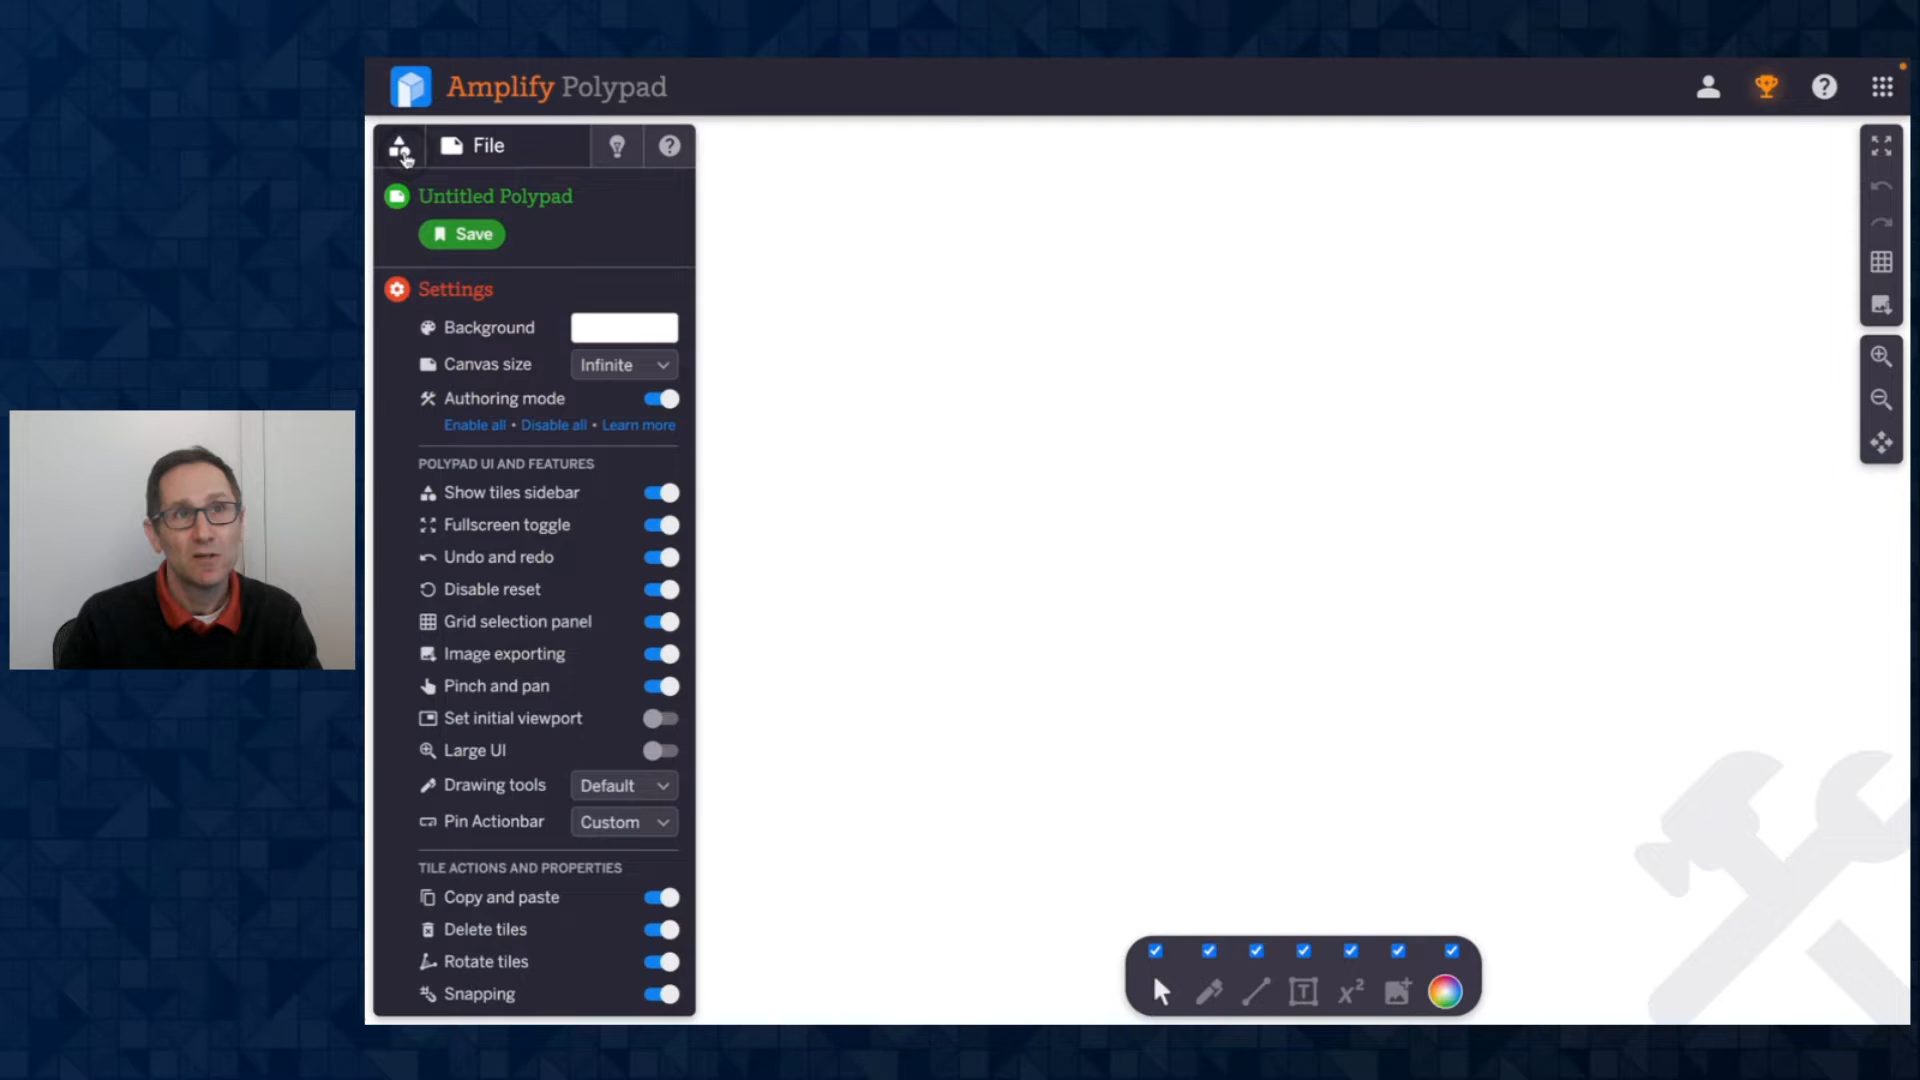 Amplify Polypad
File
Untitled Polypad
Save
Settings
Background
Canvas size Infinite
Authoring mode
Enable all • Disable all • Learn more
POLYPAD UI AND FEATURES
Show tiles sidebar
Fullscreen toggle
Undo and redo
Disable reset
Grid selection panel
Image exporting
Pinch and pan
Set initial viewport
Large UI
Drawing tools Default
Pin Actionbar Custom
TILE ACTIONS AND PROPERTIES
Copy and paste
Delete tiles
Rotate tiles
Snapping
T x²